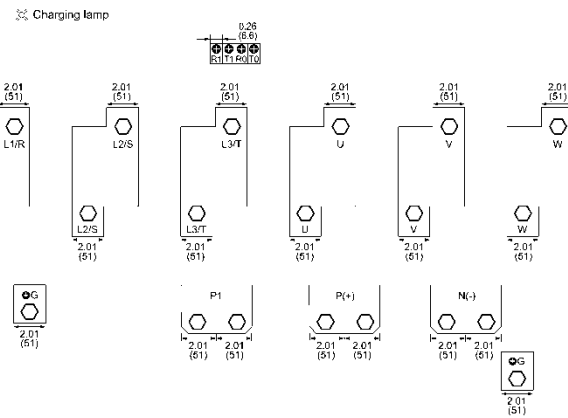 Charging lamp
0.26
(6.6)
R1 T1 R0 T0
2.01 2.01 2.01 2.01 2.01 2.01
(51) (51) (51) (51) (51) (51)
L1/R L2/S L3/T U V W
L2/S L3/T U V W
2.01 2.01 2.01 2.01 2.01
(51) (51) (51) (51) (51)
G P1 P(+) N(-)
2.01 2.01 2.01 2.01 2.01 2.01 2.01
(51) (51) (51) (51) (51) (51) (51)
G
2.01
(51)